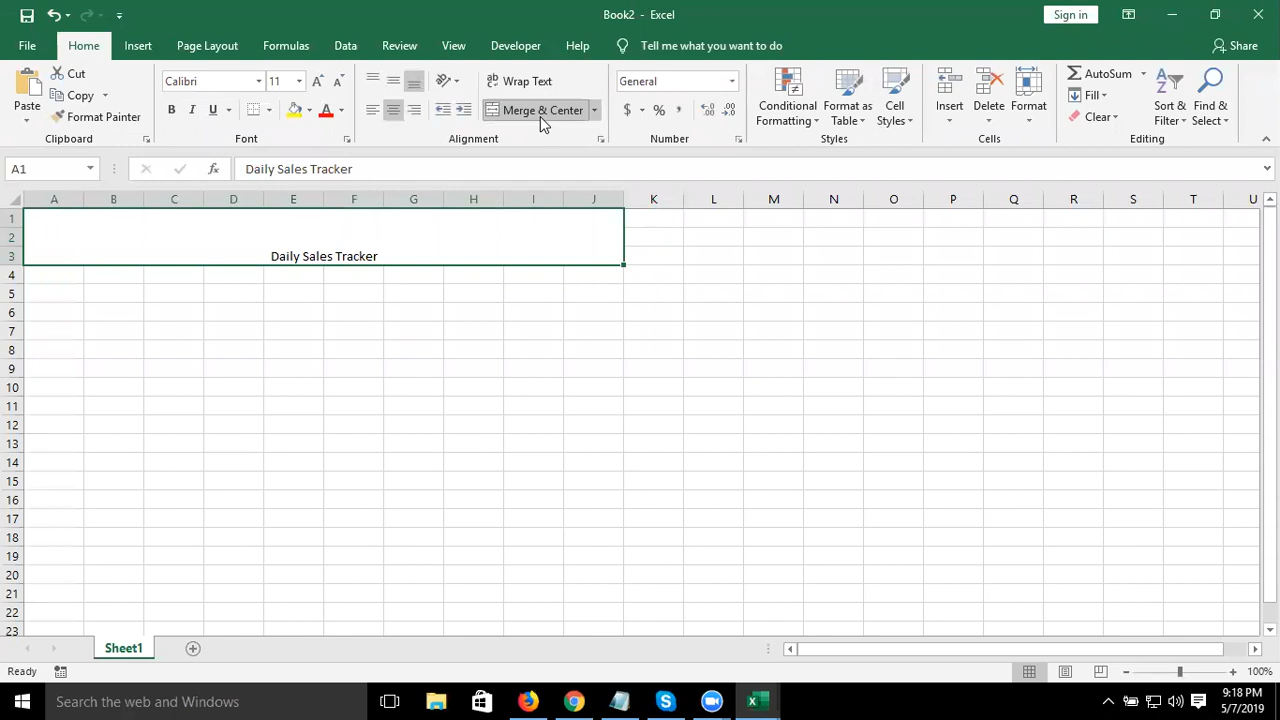 Book2 - Excel
Sign in
File Home Insert Page Layout Formulas Data Review View Developer Help Tell me what you want to do Share
Paste
Cut
Copy
Format Painter
Clipboard
Calibri 11 A A
B I U A
Font
ab Wrap Text
Merge & Center
Alignment
General
$ % ,
Number
Conditional Formatting
Format as Table
Cell Styles
Styles
Insert
Delete
Format
Cells
AutoSum
Fill
Clear
Sort & Filter
Find & Select
Editing
A1 fx Daily Sales Tracker
A B C D E F G H I J K L M N O P Q R S T U
1
2
3 Daily Sales Tracker
4
5
6
7
8
9
10
11
12
13
14
15
16
17
18
19
20
21
22
23
Sheet1
Ready 100%
Search the web and Windows
9:18 PM
5/7/2019